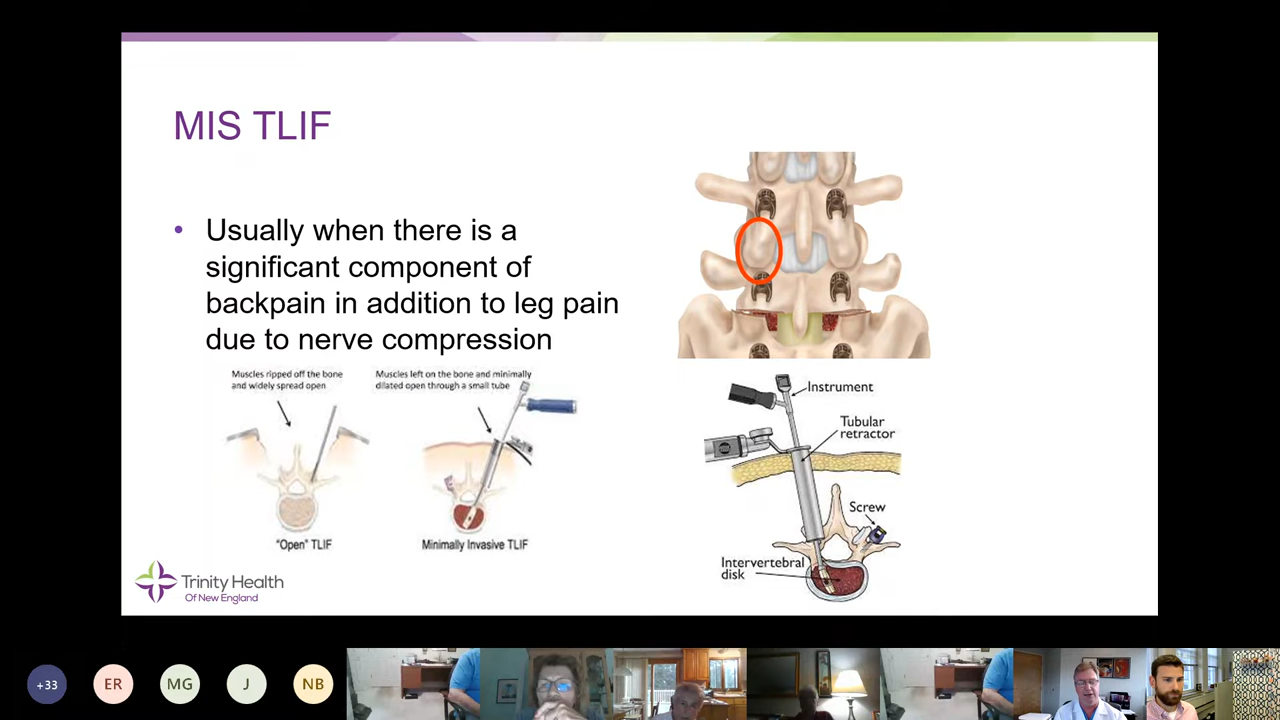 MIS TLIF
• Usually when there is a
significant component of
backpain in addition to leg pain
due to nerve compression
Muscles ripped off the bone
and widely spread open
Muscles left on the bone and minimally
dilated open through a small tube
"Open" TLIF
Minimally Invasive TLIF
Instrument
Tubular
retractor
Screw
Intervertebral
disk
Trinity Health
Of New England
+33
ER
MG
J
NB